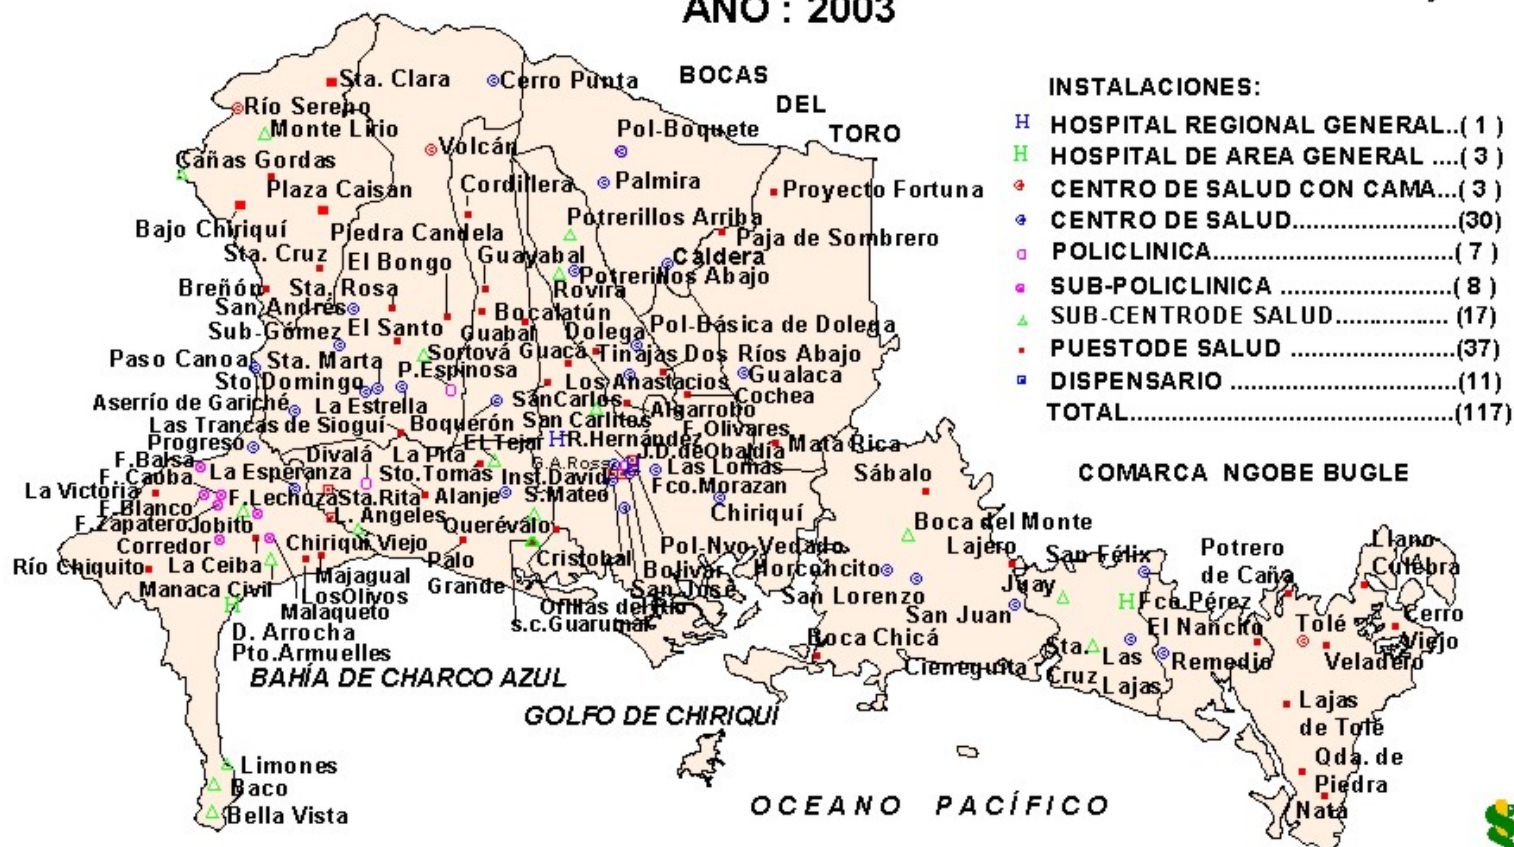 AÑO : 2003
BOCAS
DEL
TORO
INSTALACIONES:
HOSPITAL REGIONAL GENERAL..( 1 )
HOSPITAL DE AREA GENERAL ....( 3 )
CENTRO DE SALUD CON CAMA...( 3 )
CENTRO DE SALUD.....................(30)
POLICLINICA..............................( 7 )
SUB-POLICLINICA ......................( 8 )
SUB-CENTRODE SALUD................ (17)
PUESTODE SALUD .....................(37)
DISPENSARIO .............................(11)
TOTAL.........................................(117)
COMARCA NGOBE BUGLE
Sta. Clara
Cerro Punta
Río Sereno
Monte Lirio
Volcán
Pol-Boquete
Cañas Gordas
Plaza Caisán
Cordillera
Palmira
Proyecto Fortuna
Bajo Chiriquí
Piedra Candela
Potrerillos Arriba
Paja de Sombrero
Sta. Cruz
El Bongo
Guayabal
Caldera
Potrerillos Abajo
Breñón
Sta. Rosa
Rovira
San Andrés
Bocalatún
Sub-Gómez
El Santo
Guabal
Dolega
Pol-Básica de Dolega
Paso Canoa
Sta. Marta
Sortová
Guaca
Tinajas
Dos Ríos Abajo
P.Espinosa
Gualaca
Sto.Domingo
Los Anastacios
Cochea
Aserrío de Gariché
La Estrella
SanCarlos
Algarrobo
Las Trancas de Sioguí
Boquerón
San Carlitos
F.Olivares
Progreso
El Tejar
R.Hernández
Mata Rica
F.Balsa
Divalá
La Pita
J.D.deObaldía
F.Caoba
La Esperanza
Sto.Tomás
Inst.David
Las Lomas
Sábalo
La Victoria
F.Lechuza
Sta.Rita
Alanje
S.Mateo
Fco.Morazan
F.Blanco
L.Angeles
Chiriquí
F.Zapatero
Jobito
Querévalo
Boca del Monte
Corredor
Chiriqui Viejo
Cristobal
Pol-Nvo-Vedado
Lajero
San Félix
Potrero
de Caña
Llano
Culebra
Río Chiquito
La Ceiba
Palo
Grande
Bolivar
Horconcito
Juay
Manaca Civil
Majagual
LosOlivos
San José
San Lorenzo
Fco.Pérez
Malaqueto
Orillas del Río
s.c.Guarumal
San Juan
El Nancito
Tolé
Cerro
Viejo
D. Arrocha
Pto.Armuelles
Boca Chica
Cieneguita
Sta.
Cruz
Las
Lajas
Remedio
Veladero
BAHÍA DE CHARCO AZUL
GOLFO DE CHIRIQUÍ
Lajas
de Tolé
Qda. de
Piedra
Limones
Baco
Bella Vista
OCEANO PACÍFICO
Nata